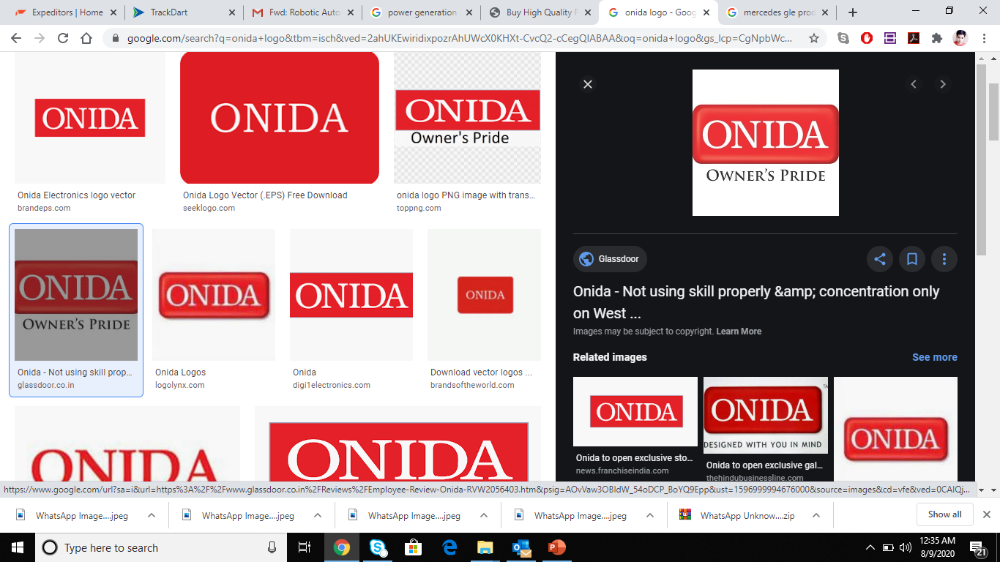 Expeditors | Home
TrackDart
Fwd: Robotic Auto
power generation
Buy High Quality F
onida logo - Goog
mercedes gle prod
google.com/search?q=onida+logo&tbm=isch&ved=2ahUKEwiridixpozrAhUWcX0KHXt-CvcQ2-cCegQIABAA&oq=onida+logo&gs_lcp=CgNpbWc...
ONIDA
ONIDA
ONIDA
Owner's Pride
Onida Electronics logo vector
brandeps.com
Onida Logo Vector (.EPS) Free Download
seeklogo.com
onida logo PNG image with trans...
toppng.com
ONIDA
OWNER'S PRIDE
ONIDA
ONIDA
ONIDA
Onida - Not using skill prop...
glassdoor.co.in
Onida Logos
logolynx.com
Onida
digi1electronics.com
Download vector logos ...
brandsoftheworld.com
ONIDA
ONIDA
ONIDA
OWNER'S PRIDE
Glassdoor
Onida - Not using skill properly &amp; concentration only
on West ...
Images may be subject to copyright. Learn More
Related images
See more
ONIDA
ONIDA
TM
DESIGNED WITH YOU IN MIND
ONIDA
Onida to open exclusive sto...
news.franchiseindia.com
Onida to open exclusive gal...
thehindubusinessline.com
https://www.google.com/url?sa=i&url=https%3A%2F%2Fwww.glassdoor.co.in%2FReviews%2FEmployee-Review-Onida-RVW2056403.htm&psig=AOvVaw3OBIdW_54oDCP_BoYQ9Epp&ust=1596999994676000&source=images&cd=vfe&ved=0CAIQj...
WhatsApp Image....jpeg
WhatsApp Image....jpeg
WhatsApp Image....jpeg
WhatsApp Image....jpeg
WhatsApp Unknow....zip
Show all
Type here to search
12:35 AM
8/9/2020
21